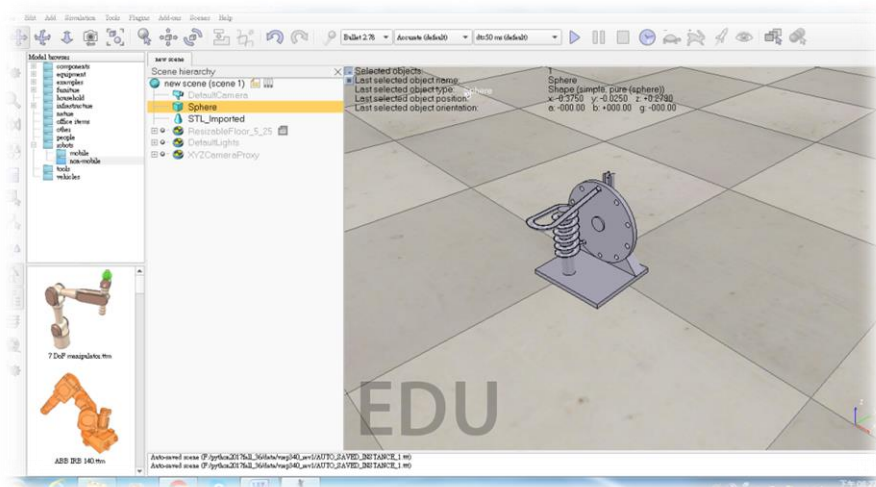 Edit Add Simulation Tools Plugins Add-ons Scenes Help
Bullet 2.78 Accurate (default) dt=50 ms (default)
Model browser
components
equipment
examples
furniture
household
infrastructure
nature
office items
other
people
robots
mobile
non-mobile
tools
vehicles
7 DoF manipulator.ttm
ABB IRB 140.ttm
new scene
Scene hierarchy
new scene (scene 1)
DefaultCamera
Sphere
STL_Imported
ResizableFloor_5_25
DefaultLights
XYZCameraProxy
Selected objects: 1
Last selected object name: Sphere
Last selected object type: Shape (simple, pure (sphere))
Last selected object position: x: -0.3750 y: -0.0250 z: +0.2790
Last selected object orientation: a: -000.00 b: +000.00 g: -000.00
Sphere
EDU
z